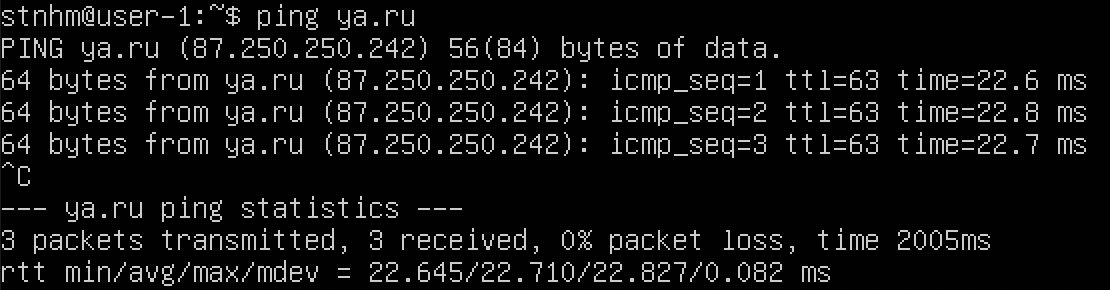 stnhm@user-1:~$ ping ya.ru
PING ya.ru (87.250.250.242) 56(84) bytes of data.
64 bytes from ya.ru (87.250.250.242): icmp_seq=1 ttl=63 time=22.6 ms
64 bytes from ya.ru (87.250.250.242): icmp_seq=2 ttl=63 time=22.8 ms
64 bytes from ya.ru (87.250.250.242): icmp_seq=3 ttl=63 time=22.7 ms
^C
--- ya.ru ping statistics ---
3 packets transmitted, 3 received, 0% packet loss, time 2005ms
rtt min/avg/max/mdev = 22.645/22.710/22.827/0.082 ms